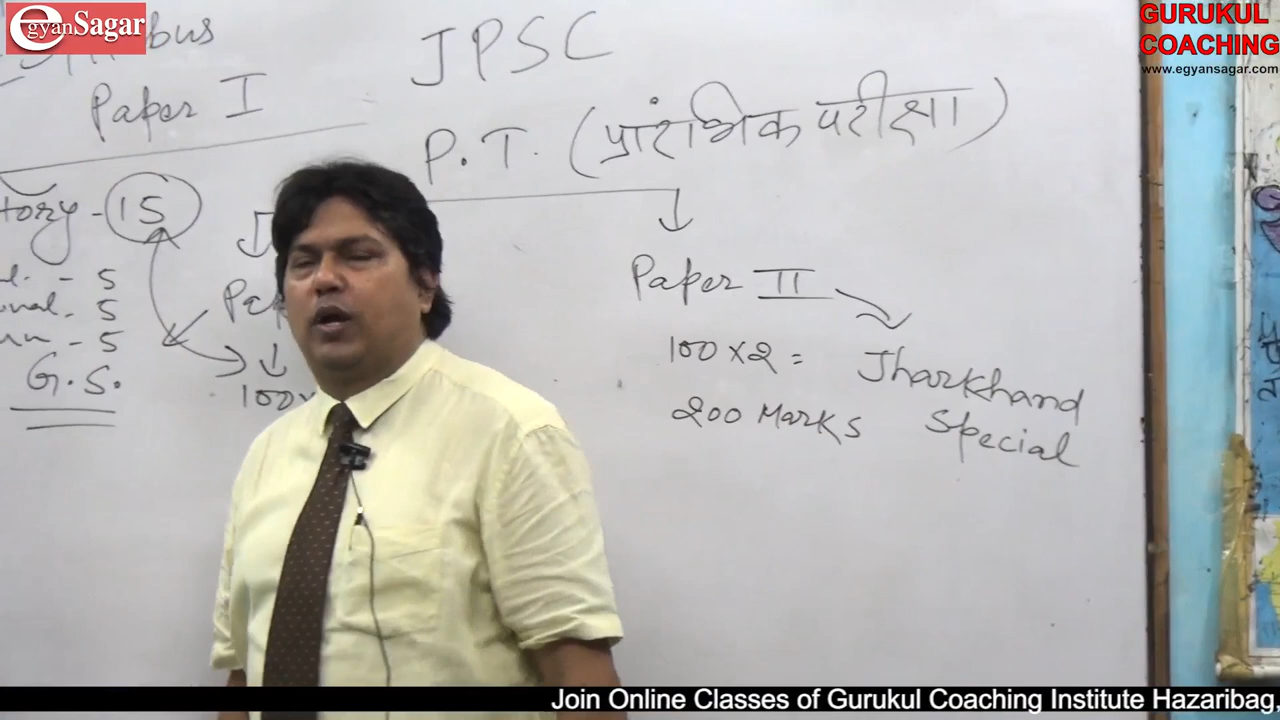 egyanSagar
GURUKUL
COACHING
www.egyansagar.com
Paper I
JPSC
P.T. (प्रारंभिक परीक्षा)
15
- 5
5
- 5
G.S.
100
Paper II
100 x 2 =
200 Marks
Jharkhand
Special
Join Online Classes of Gurukul Coaching Institute Hazaribag,